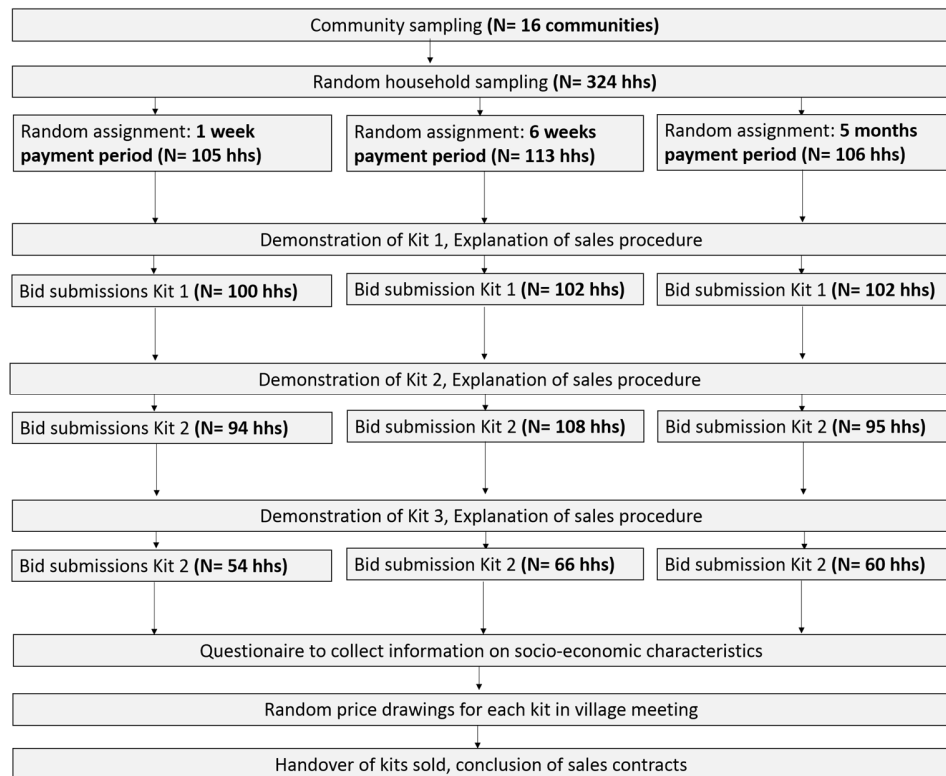 Community sampling (N= 16 communities)
Random household sampling (N= 324 hhs)
Random assignment: 1 week
payment period (N= 105 hhs)
Random assignment: 6 weeks
payment period (N= 113 hhs)
Random assignment: 5 months
payment period (N= 106 hhs)
Demonstration of Kit 1, Explanation of sales procedure
Bid submissions Kit 1 (N= 100 hhs)
Bid submission Kit 1 (N= 102 hhs)
Bid submission Kit 1 (N= 102 hhs)
Demonstration of Kit 2, Explanation of sales procedure
Bid submissions Kit 2 (N= 94 hhs)
Bid submission Kit 2 (N= 108 hhs)
Bid submission Kit 2 (N= 95 hhs)
Demonstration of Kit 3, Explanation of sales procedure
Bid submissions Kit 2 (N= 54 hhs)
Bid submission Kit 2 (N= 66 hhs)
Bid submission Kit 2 (N= 60 hhs)
Questionaire to collect information on socio-economic characteristics
Random price drawings for each kit in village meeting
Handover of kits sold, conclusion of sales contracts